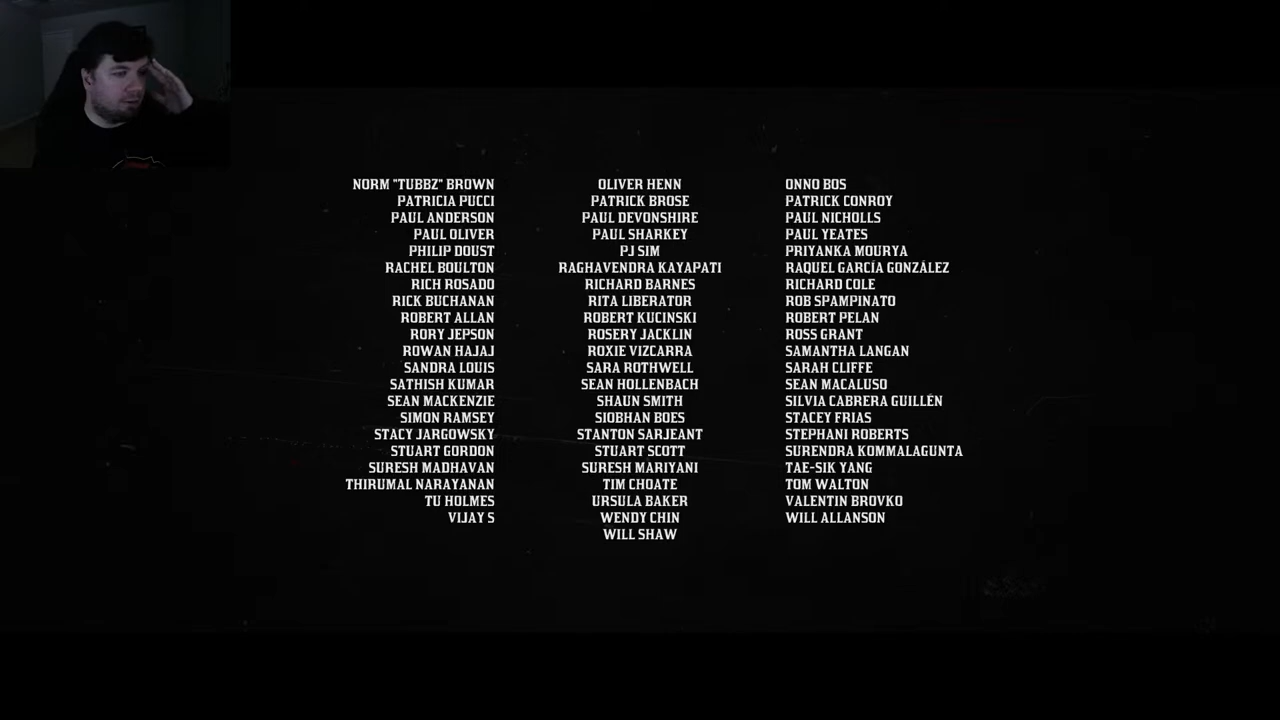 NORM "TUBBZ" BROWN OLIVER HENN ONNO BOS
PATRICIA PUCCI PATRICK BROSE PATRICK CONROY
PAUL ANDERSON PAUL DEVONSHIRE PAUL NICHOLLS
PAUL OLIVER PAUL SHARKEY PAUL YEATES
PHILIP DOUST PJ SIM PRIYANKA MOURYA
RACHEL BOULTON RAGHAVENDRA KAYAPATI RAQUEL GARCÍA GONZÁLEZ
RICH ROSADO RICHARD BARNES RICHARD COLE
RICK BUCHANAN RITA LIBERATOR ROB SPAMPINATO
ROBERT ALLAN ROBERT KUCINSKI ROBERT PELAN
RORY JEPSON ROSERY JACKLIN ROSS GRANT
ROWAN HAJAJ ROXIE VIZCARRA SAMANTHA LANGAN
SANDRA LOUIS SARA ROTHWELL SARAH CLIFFE
SATHISH KUMAR SEAN HOLLENBACH SEAN MACALUSO
SEAN MACKENZIE SHAUN SMITH SILVIA CABRERA GUILLÉN
SIMON RAMSEY SIOBHAN BOES STACEY FRIAS
STACY JARGOWSKY STANTON SARJEANT STEPHANI ROBERTS
STUART GORDON STUART SCOTT SURENDRA KOMMALAGUNTA
SURESH MADHAVAN SURESH MARIYANI TAE-SIK YANG
THIRUMAL NARAYANAN TIM CHOATE TOM WALTON
TU HOLMES URSULA BAKER VALENTIN BROVKO
VIJAY S WENDY CHIN WILL ALLANSON
WILL SHAW